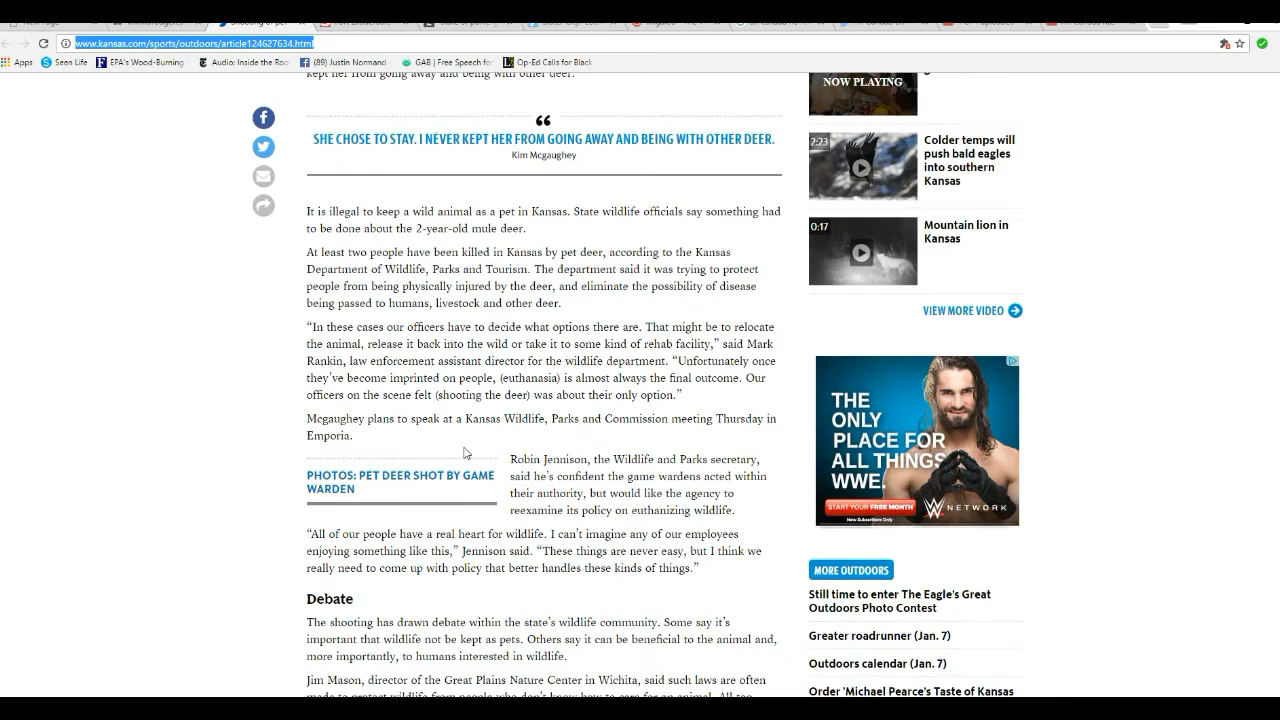 www.kansas.com/sports/outdoors/article124627634.html
Apps
Seen Life
EPA's Wood-Burning
Audio: Inside the Roo
(89) Justin Normand
GAB | Free Speech for
Op-Ed Calls for Black
kept her from going away and being with other deer.
“
SHE CHOSE TO STAY. I NEVER KEPT HER FROM GOING AWAY AND BEING WITH OTHER DEER.
Kim Mcgaughey
It is illegal to keep a wild animal as a pet in Kansas. State wildlife officials say something had
to be done about the 2-year-old mule deer.
At least two people have been killed in Kansas by pet deer, according to the Kansas
Department of Wildlife, Parks and Tourism. The department said it was trying to protect
people from being physically injured by the deer, and eliminate the possibility of disease
being passed to humans, livestock and other deer.
“In these cases our officers have to decide what options there are. That might be to relocate
the animal, release it back into the wild or take it to some kind of rehab facility,” said Mark
Rankin, law enforcement assistant director for the wildlife department. “Unfortunately once
they’ve become imprinted on people, (euthanasia) is almost always the final outcome. Our
officers on the scene felt (shooting the deer) was about their only option.”
Mcgaughey plans to speak at a Kansas Wildlife, Parks and Commission meeting Thursday in
Emporia.
PHOTOS: PET DEER SHOT BY GAME
WARDEN
Robin Jennison, the Wildlife and Parks secretary,
said he’s confident the game wardens acted within
their authority, but would like the agency to
reexamine its policy on euthanizing wildlife.
“All of our people have a real heart for wildlife. I can’t imagine any of our employees
enjoying something like this,” Jennison said. “These things are never easy, but I think we
really need to come up with policy that better handles these kinds of things.”
Debate
The shooting has drawn debate within the state’s wildlife community. Some say it’s
important that wildlife not be kept as pets. Others say it can be beneficial to the animal and,
more importantly, to humans interested in wildlife.
Jim Mason, director of the Great Plains Nature Center in Wichita, said such laws are often
made to protect wildlife from people who don’t know how to care for an animal. All too
NOW PLAYING
2:23
Colder temps will
push bald eagles
into southern
Kansas
0:17
Mountain lion in
Kansas
VIEW MORE VIDEO
THE
ONLY
PLACE FOR
ALL THINGS
WWE.
START YOUR FREE MONTH
New Subscribers Only
NETWORK
MORE OUTDOORS
Still time to enter The Eagle's Great
Outdoors Photo Contest
Greater roadrunner (Jan. 7)
Outdoors calendar (Jan. 7)
Order 'Michael Pearce's Taste of Kansas